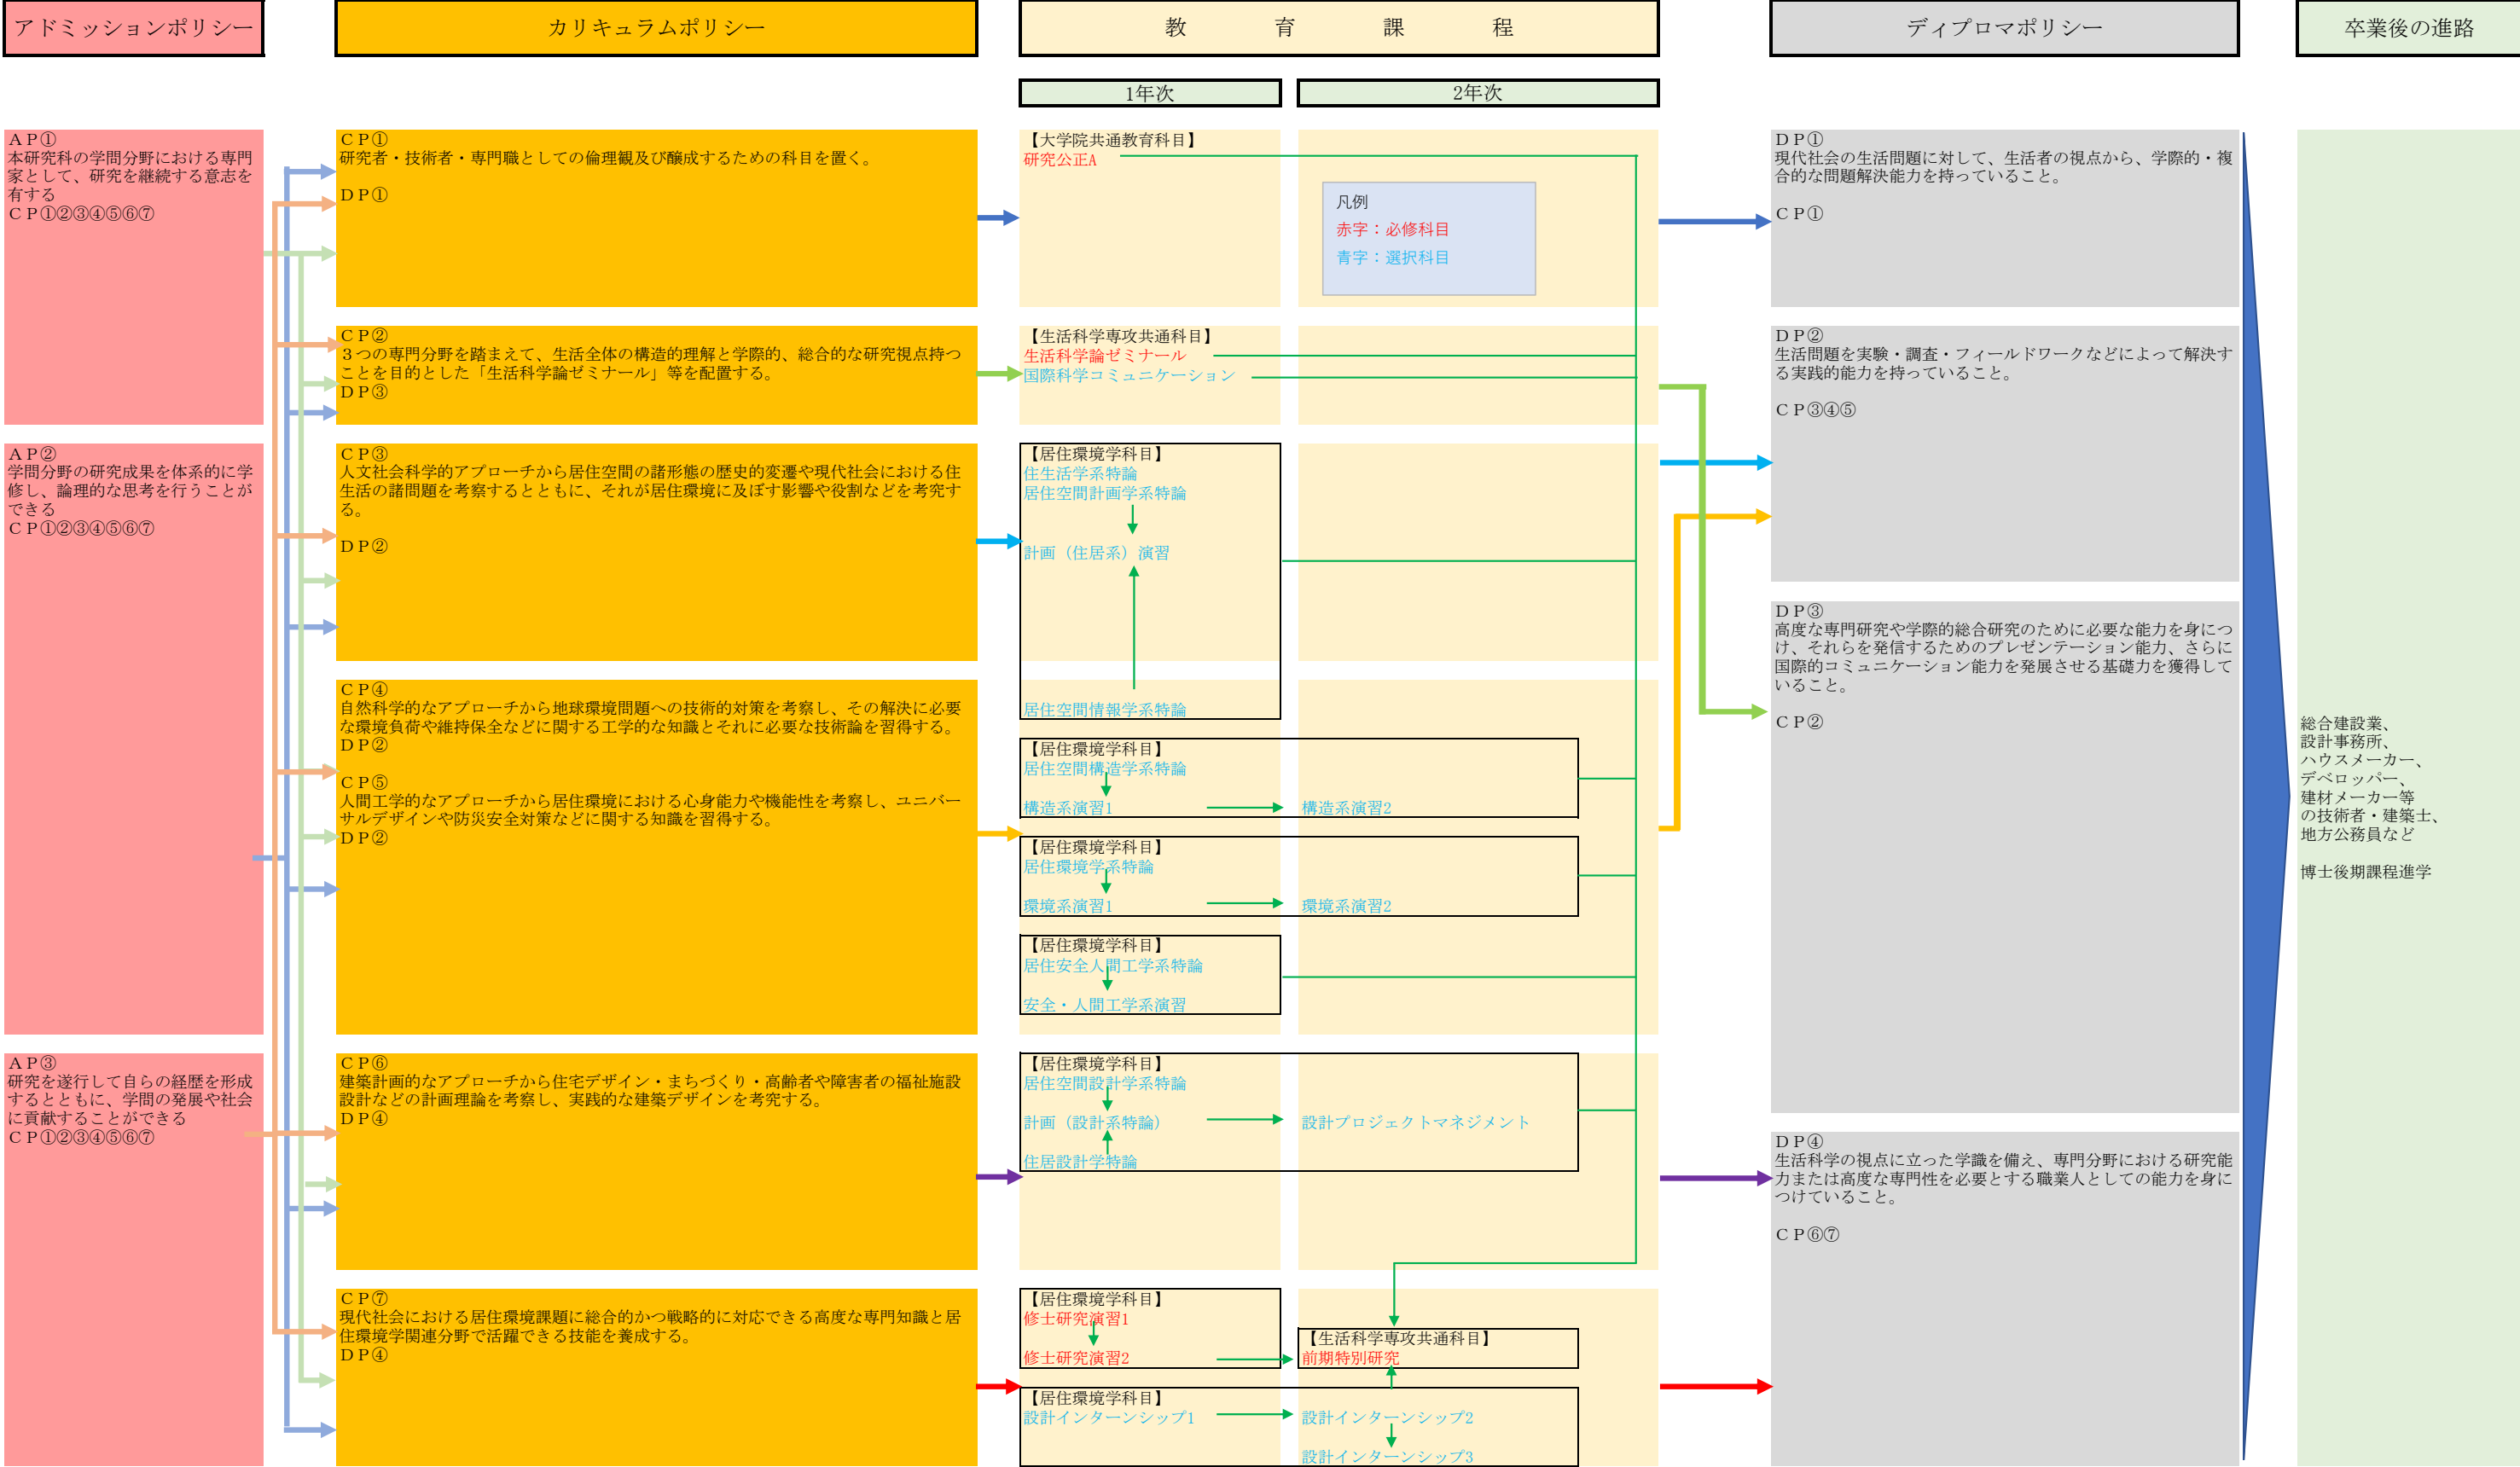 アドミッションポリシー
カリキュラムポリシー
教育課程
ディプロマポリシー
卒業後の進路
1年次
2年次
ＡＰ①
本研究科の学問分野における専門
家として、研究を継続する意志を
有する
ＣＰ①②③④⑤⑥⑦
ＡＰ②
学問分野の研究成果を体系的に学
修し、論理的な思考を行うことが
できる
ＣＰ①②③④⑤⑥⑦
ＡＰ③
研究を遂行して自らの経歴を形成
するとともに、学問の発展や社会
に貢献することができる
ＣＰ①②③④⑤⑥⑦
ＣＰ①
研究者・技術者・専門職としての倫理観及び醸成するための科目を置く。
ＤＰ①
ＣＰ②
３つの専門分野を踏まえて、生活全体の構造的理解と学際的、総合的な研究視点持つ
ことを目的とした「生活科学論ゼミナール」等を配置する。
ＤＰ③
ＣＰ③
人文社会科学的アプローチから居住空間の諸形態の歴史的変遷や現代社会における住
生活の諸問題を考察するとともに、それが居住環境に及ぼす影響や役割などを考究す
る。
ＤＰ②
ＣＰ④
自然科学的なアプローチから地球環境問題への技術的対策を考察し、その解決に必要
な環境負荷や維持保全などに関する工学的な知識とそれに必要な技術論を習得する。
ＤＰ②
ＣＰ⑤
人間工学的なアプローチから居住環境における心身能力や機能性を考察し、ユニバー
サルデザインや防災安全対策などに関する知識を習得する。
ＤＰ②
ＣＰ⑥
建築計画的なアプローチから住宅デザイン・まちづくり・高齢者や障害者の福祉施設
設計などの計画理論を考察し、実践的な建築デザインを考究する。
ＤＰ④
ＣＰ⑦
現代社会における居住環境課題に総合的かつ戦略的に対応できる高度な専門知識と居
住環境学関連分野で活躍できる技能を養成する。
ＤＰ④
【大学院共通教育科目】
研究公正A
凡例
赤字：必修科目
青字：選択科目
【生活科学専攻共通科目】
生活科学論ゼミナール
国際科学コミュニケーション
【居住環境学科目】
住生活学系特論
居住空間計画学系特論
計画（住居系）演習
居住空間情報学系特論
【居住環境学科目】
居住空間構造学系特論
構造系演習1
構造系演習2
【居住環境学科目】
居住環境学系特論
環境系演習1
環境系演習2
【居住環境学科目】
居住安全人間工学系特論
安全・人間工学系演習
【居住環境学科目】
居住空間設計学系特論
計画（設計系特論）
設計プロジェクトマネジメント
住居設計学特論
【居住環境学科目】
修士研究演習1
修士研究演習2
【生活科学専攻共通科目】
前期特別研究
【居住環境学科目】
設計インターンシップ1
設計インターンシップ2
設計インターンシップ3
ＤＰ①
現代社会の生活問題に対して、生活者の視点から、学際的・複
合的な問題解決能力を持っていること。
ＣＰ①
ＤＰ②
生活問題を実験・調査・フィールドワークなどによって解決す
る実践的能力を持っていること。
ＣＰ③④⑤
ＤＰ③
高度な専門研究や学際的総合研究のために必要な能力を身につ
け、それらを発信するためのプレゼンテーション能力、さらに
国際的コミュニケーション能力を発展させる基礎力を獲得して
いること。
ＣＰ②
ＤＰ④
生活科学の視点に立った学識を備え、専門分野における研究能
力または高度な専門性を必要とする職業人としての能力を身に
つけていること。
ＣＰ⑥⑦
総合建設業、
設計事務所、
ハウスメーカー、
デベロッパー、
建材メーカー等
の技術者・建築士、
地方公務員など
博士後期課程進学